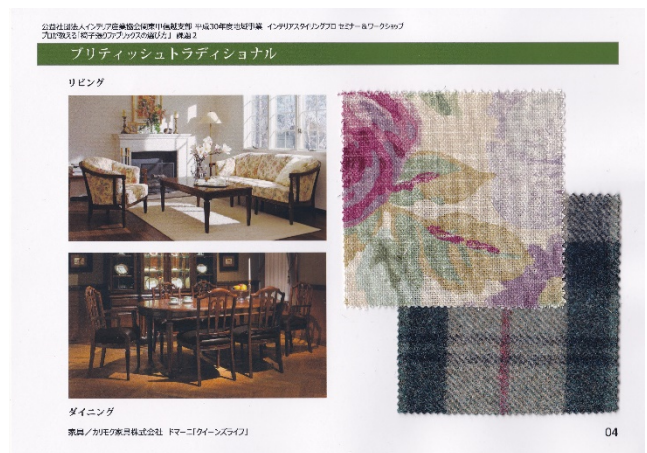 公益社団法人インテリア産業協会関東甲信越支部 平成30年度地域事業 インテリアスタイリングプロ セミナー&ワークショップ
プロが教える「椅子張りファブリックスの選び方」 課題2
ブリティッシュトラディショナル
リビング
ダイニング
家具/カリモク家具株式会社 ドマーニ「クイーンズライフ」
04